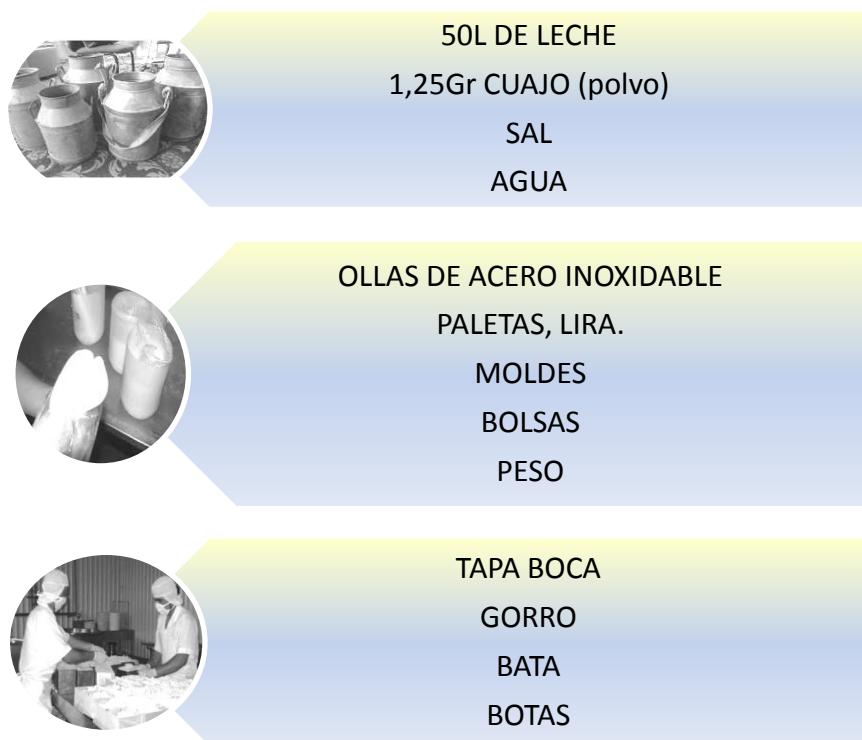 50L DE LECHE
1,25Gr CUAJO (polvo)
SAL
AGUA
OLLAS DE ACERO INOXIDABLE
PALETAS, LIRA.
MOLDES
BOLSAS
PESO
TAPA BOCA
GORRO
BATA
BOTAS